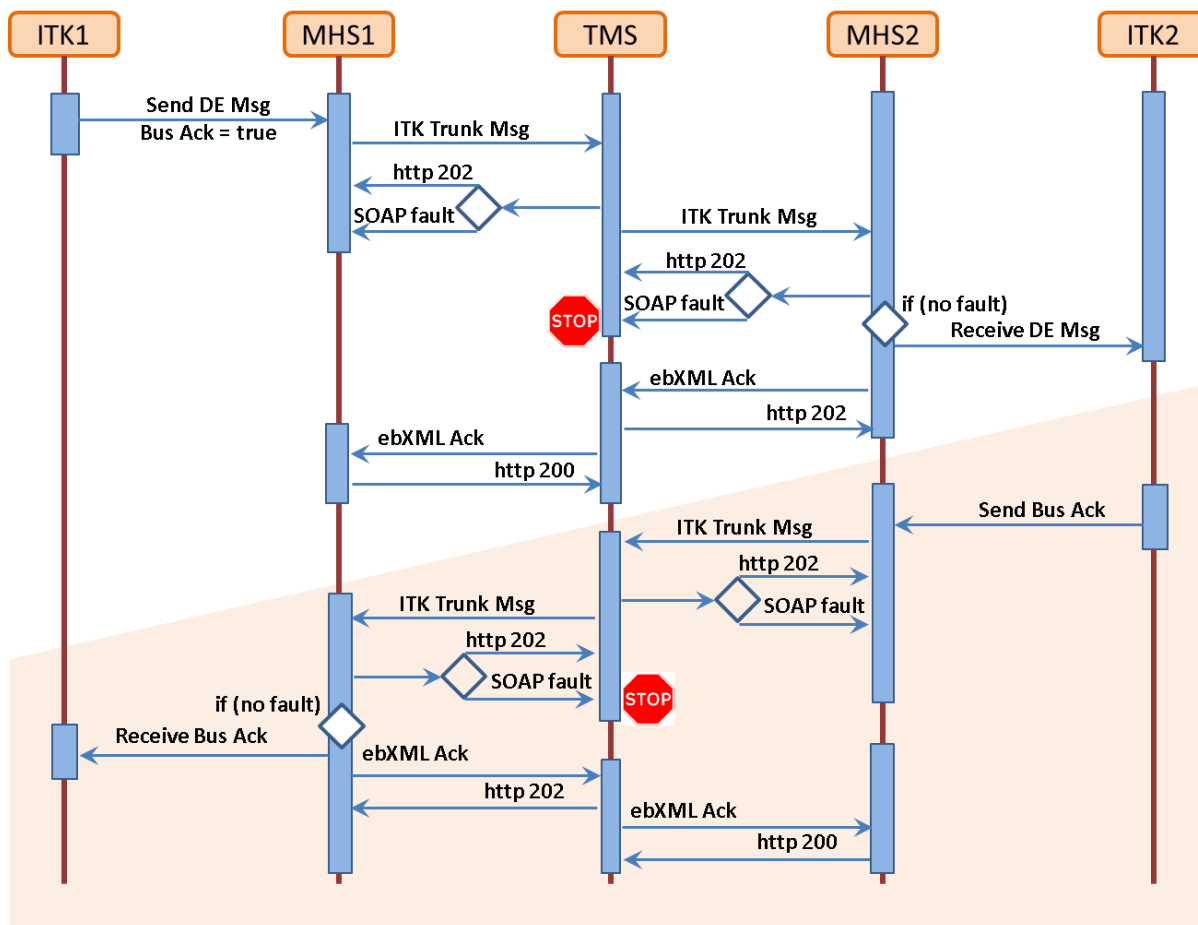 ITK1
MHS1
TMS
MHS2
ITK2
Send DE Msg
Bus Ack = true
ITK Trunk Msg
http 202
SOAP fault
ITK Trunk Msg
http 202
SOAP fault
STOP
if (no fault)
Receive DE Msg
ebXML Ack
http 202
ebXML Ack
http 200
Send Bus Ack
ITK Trunk Msg
http 202
SOAP fault
ITK Trunk Msg
http 202
SOAP fault
STOP
if (no fault)
Receive Bus Ack
ebXML Ack
http 202
ebXML Ack
http 200